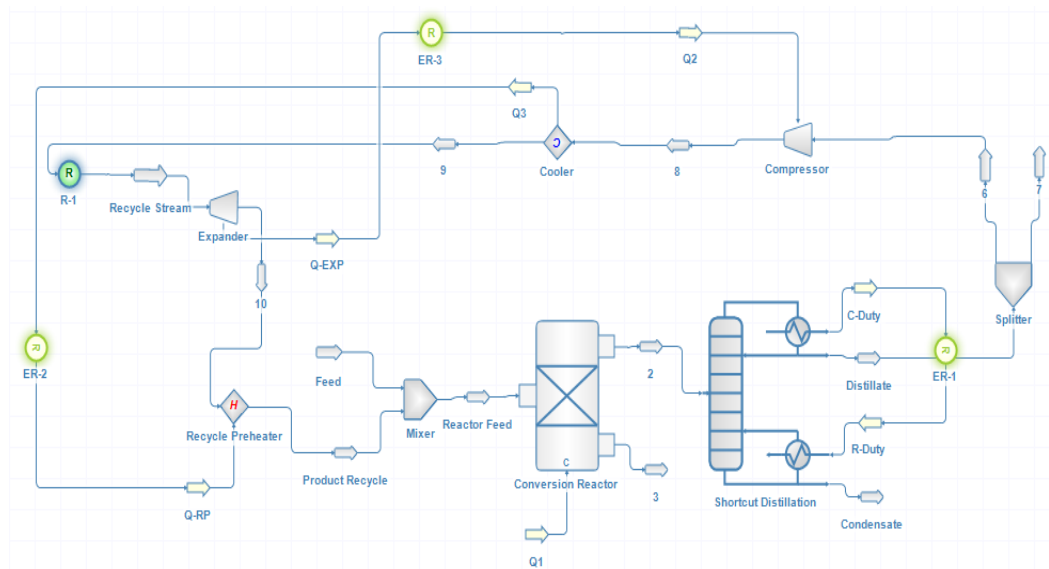 R
ER-3
Q2
Q3
C
Cooler
9
8
Compressor
6
7
R
R-1
Recycle Stream
Expander
Q-EXP
10
C-Duty
Splitter
R
ER-2
Feed
2
Distillate
R
ER-1
H
Recycle Preheater
Mixer
Reactor Feed
R-Duty
Product Recycle
C
Conversion Reactor
3
Shortcut Distillation
Condensate
Q-RP
Q1